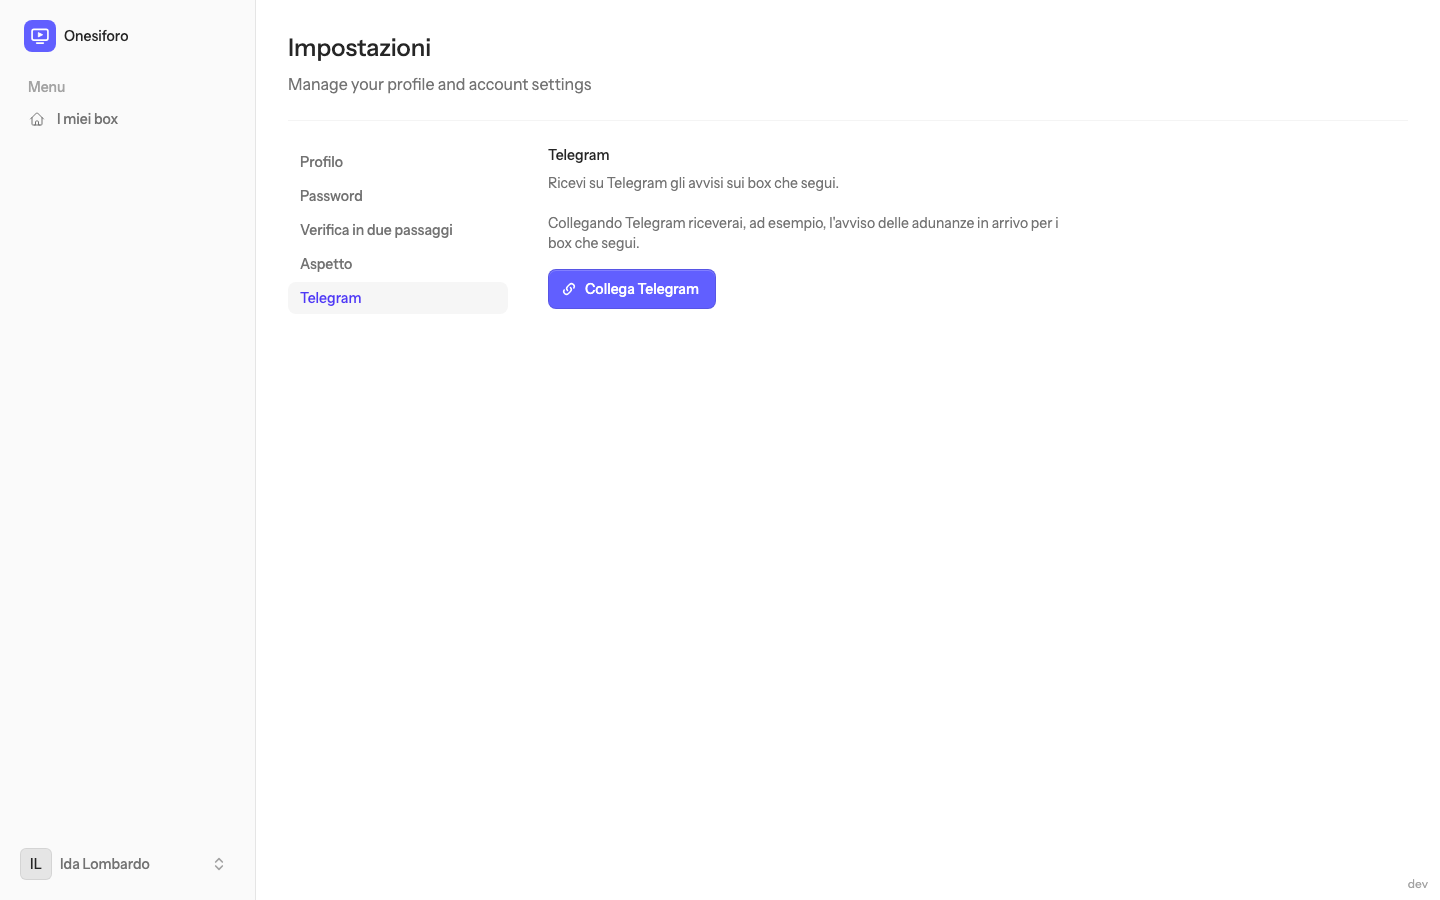 Onesiforo
Menu
I miei box
Ida Lombardo
IL
Impostazioni
Manage your profile and account settings
Profilo
Password
Verifica in due passaggi
Aspetto
Telegram
Telegram
Ricevi su Telegram gli avvisi sui box che segui.
Collegando Telegram riceverai, ad esempio, l'avviso delle adunanze in arrivo per i
box che segui.
Collega Telegram
dev